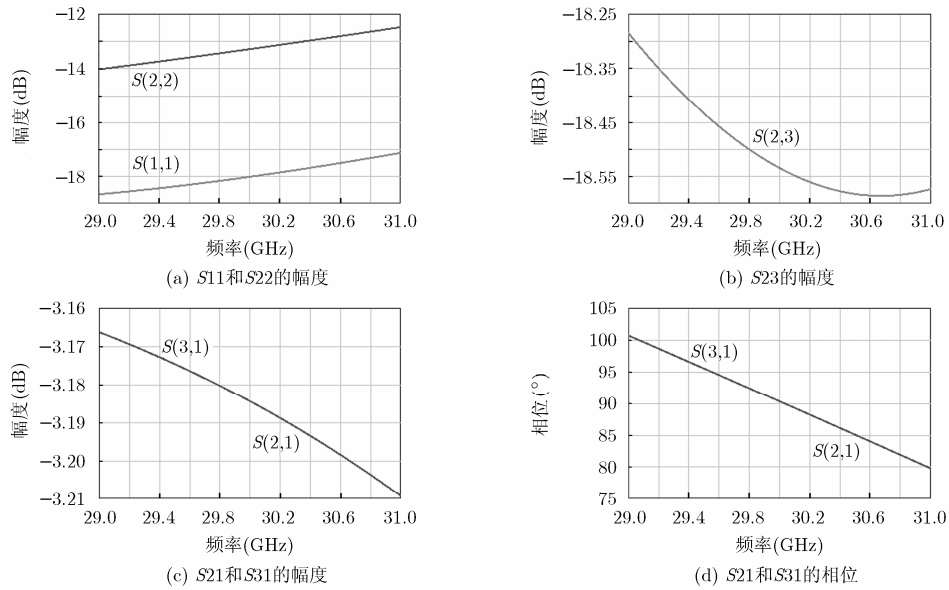 −12
−14
−16
−18
幅度(dB)
S(2,2)
S(1,1)
29.0 29.4 29.8 30.2 30.6 31.0
频率(GHz)
(a) S11和S22的幅度
−18.25
−18.35
−18.45
−18.55
幅度(dB)
S(2,3)
29.0 29.4 29.8 30.2 30.6 31.0
频率(GHz)
(b) S23的幅度
−3.16
−3.17
−3.18
−3.19
−3.20
−3.21
幅度(dB)
S(3,1)
S(2,1)
29.0 29.4 29.8 30.2 30.6 31.0
频率(GHz)
(c) S21和S31的幅度
105
100
95
90
85
80
75
相位(°)
S(3,1)
S(2,1)
29.0 29.4 29.8 30.2 30.6 31.0
频率(GHz)
(d) S21和S31的相位